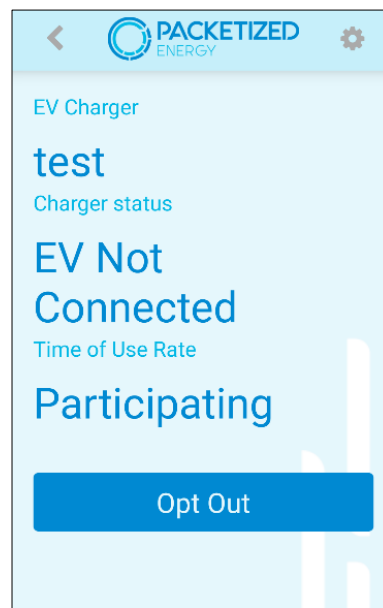 PACKETIZED
ENERGY
EV Charger
test
Charger status
EV Not
Connected
Time of Use Rate
Participating
Opt Out